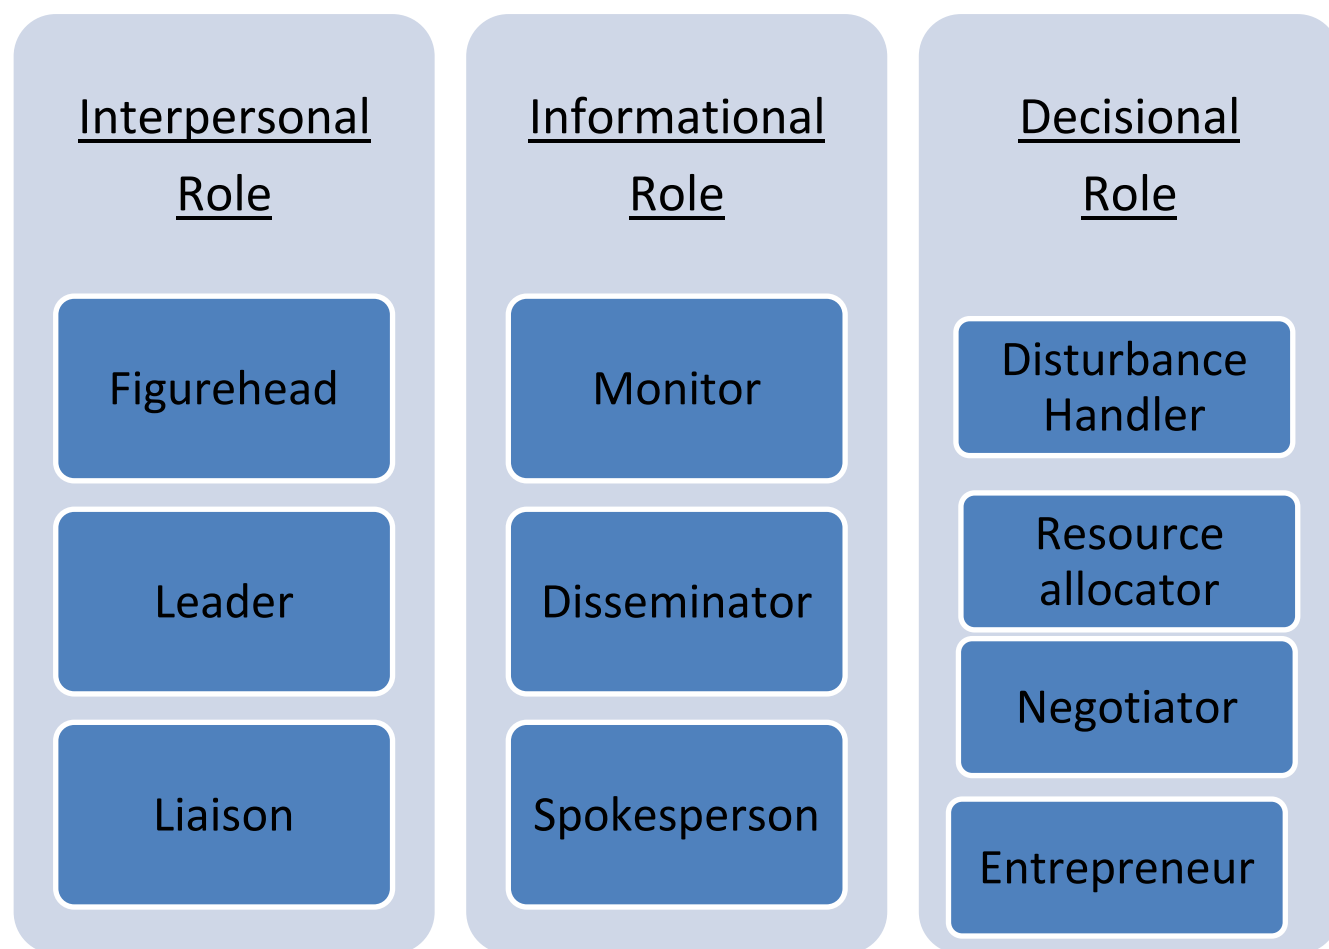 Interpersonal
Role
Figurehead
Leader
Liaison
Informational
Role
Monitor
Disseminator
Spokesperson
Decisional
Role
Disturbance
Handler
Resource
allocator
Negotiator
Entrepreneur